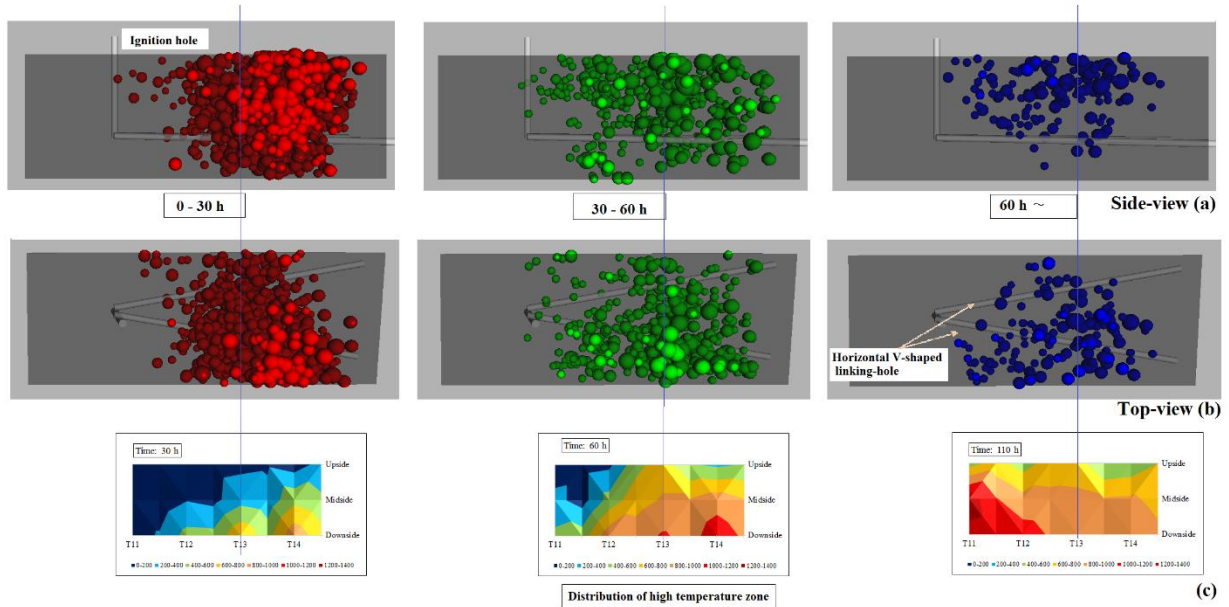 Ignition hole
0 - 30 h
30 - 60 h
60 h ～
Side-view (a)
Horizontal V-shaped
linking-hole
Top-view (b)
Time: 30 h
Upside
Midside
Downside
T11 T12 T13 T14
0-200 200-400 400-600 600-800 800-1000 1000-1200 1200-1400
Time: 60 h
Upside
Midside
Downside
T11 T12 T13 T14
0-200 200-400 400-600 600-800 800-1000 1000-1200 1200-1400
Time: 110 h
Upside
Midside
Downside
T11 T12 T13 T14
0-200 200-400 400-600 600-800 800-1000 1000-1200 1200-1400
(c)
Distribution of high temperature zone